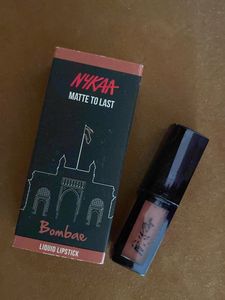 NYKAA
MATTE TO LAST
Bombae
LIQUID LIPSTICK